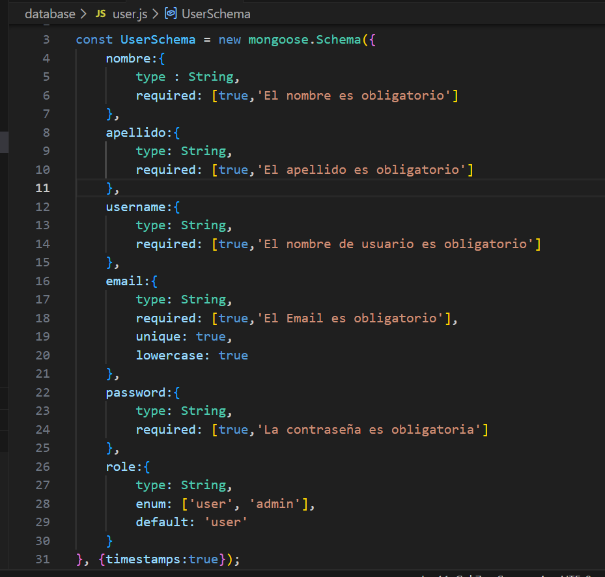 database > JS user.js > UserSchema
3 const UserSchema = new mongoose.Schema({
4 nombre:{
5 type : String,
6 required: [true,'El nombre es obligatorio']
7 },
8 apellido:{
9 type: String,
10 required: [true,'El apellido es obligatorio']
11 },
12 username:{
13 type: String,
14 required: [true,'El nombre de usuario es obligatorio']
15 },
16 email:{
17 type: String,
18 required: [true,'El Email es obligatorio'],
19 unique: true,
20 lowercase: true
21 },
22 password:{
23 type: String,
24 required: [true,'La contraseña es obligatoria']
25 },
26 role:{
27 type: String,
28 enum: ['user', 'admin'],
29 default: 'user'
30 }
31 }, {timestamps:true});